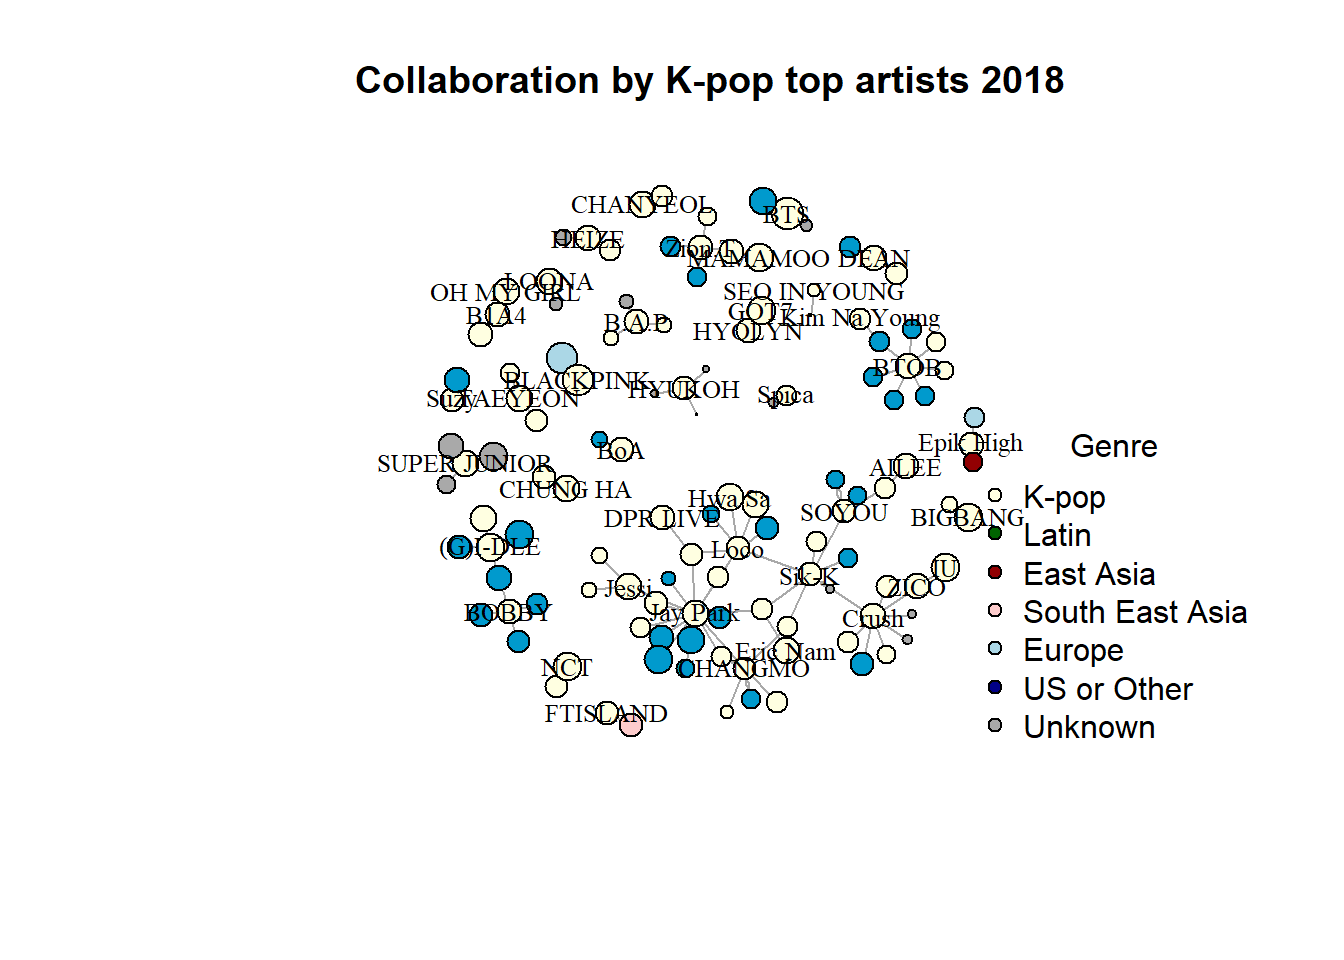 Collaboration by K-pop top artists 2018
CHANYEOL
BTS
HEIZE
Zion.T
MAMAMOO
DEAN
LOONA
OH MY GIRL
SEO IN YOUNG
GOT7
B1A4
B.A.P
HYOLYN
Kim Na Young
BTOB
BLACKPINK
HYUKOH
Spica
Suzy
TAEYEON
Epik High
BoA
SUPER JUNIOR
AILEE
CHUNG HA
Hwa Sa
DPR LIVE
SOYOU
BIGBANG
(G)I-DLE
Loco
Sik-K
IU
ZICO
Jessi
BOBBY
Jay Park
Crush
Eric Nam
NCT
CHANGMO
FTISLAND
Genre
K-pop
Latin
East Asia
South East Asia
Europe
US or Other
Unknown